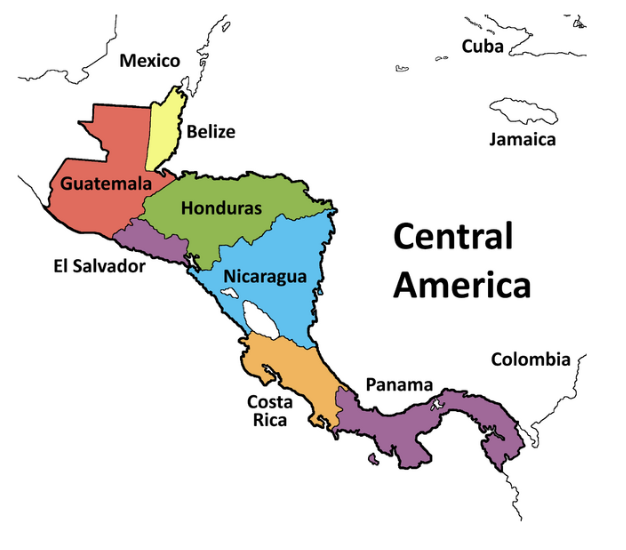 Cuba
Mexico
Belize
Jamaica
Guatemala
Honduras
Central
America
El Salvador
Nicaragua
Colombia
Panama
Costa
Rica